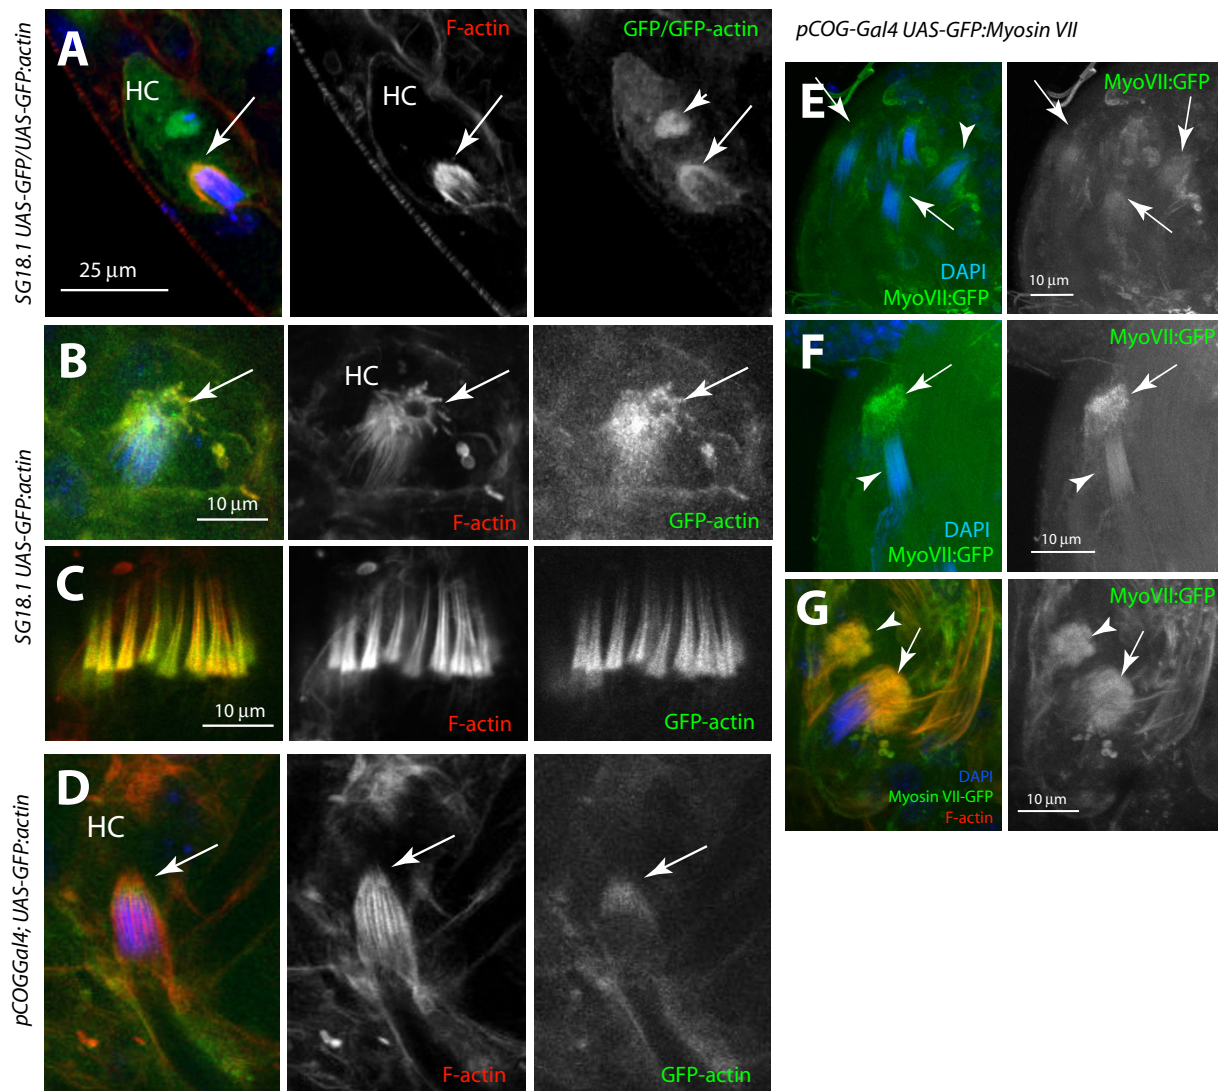 SG18.1 UAS-GFP/UAS-GFP:actin
A
HC
25 μm
F-actin
HC
GFP/GFP-actin
SG18.1 UAS-GFP:actin
B
10 μm
HC
F-actin
GFP-actin
C
10 μm
F-actin
GFP-actin
pCOGGal4; UAS-GFP:actin
D
HC
F-actin
GFP-actin
pCOG-Gal4 UAS-GFP:Myosin VII
E
DAPI
MyoVII:GFP
MyoVII:GFP
10 μm
F
DAPI
MyoVII:GFP
MyoVII:GFP
10 μm
G
DAPI
Myosin VII-GFP
F-actin
MyoVII:GFP
10 μm